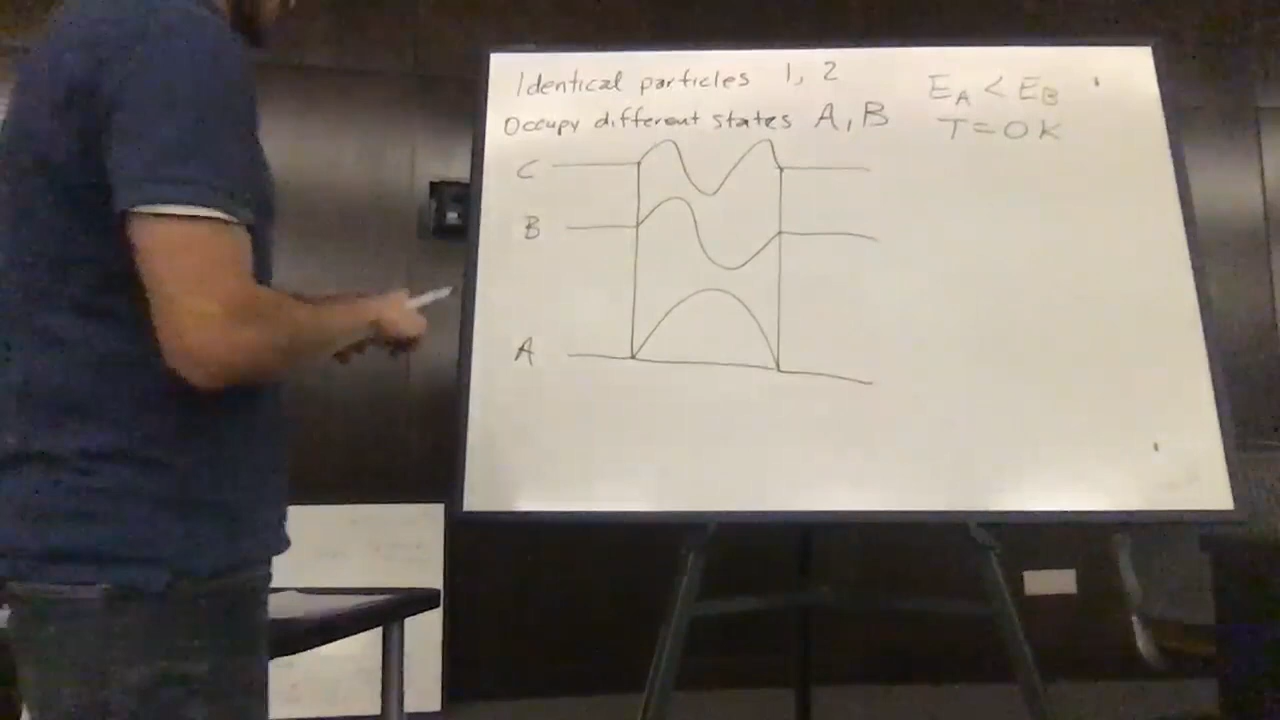 Identical particles 1, 2
Occupy different states A, B
E_A < E_B
T = 0 K
C
B
A